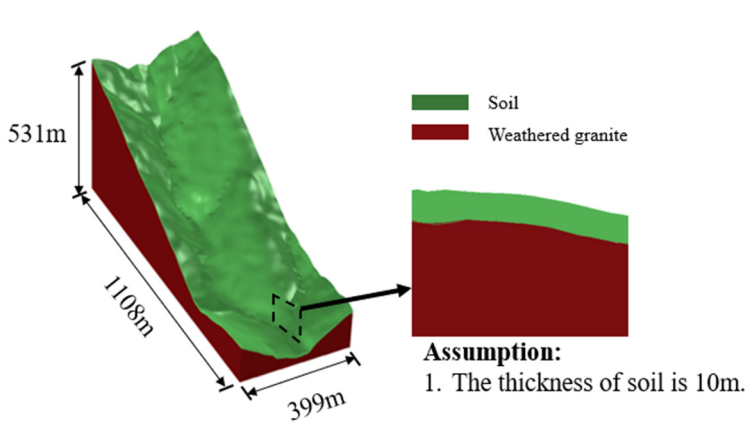 531m
1108m
399m
Soil
Weathered granite
Assumption:
1. The thickness of soil is 10m.